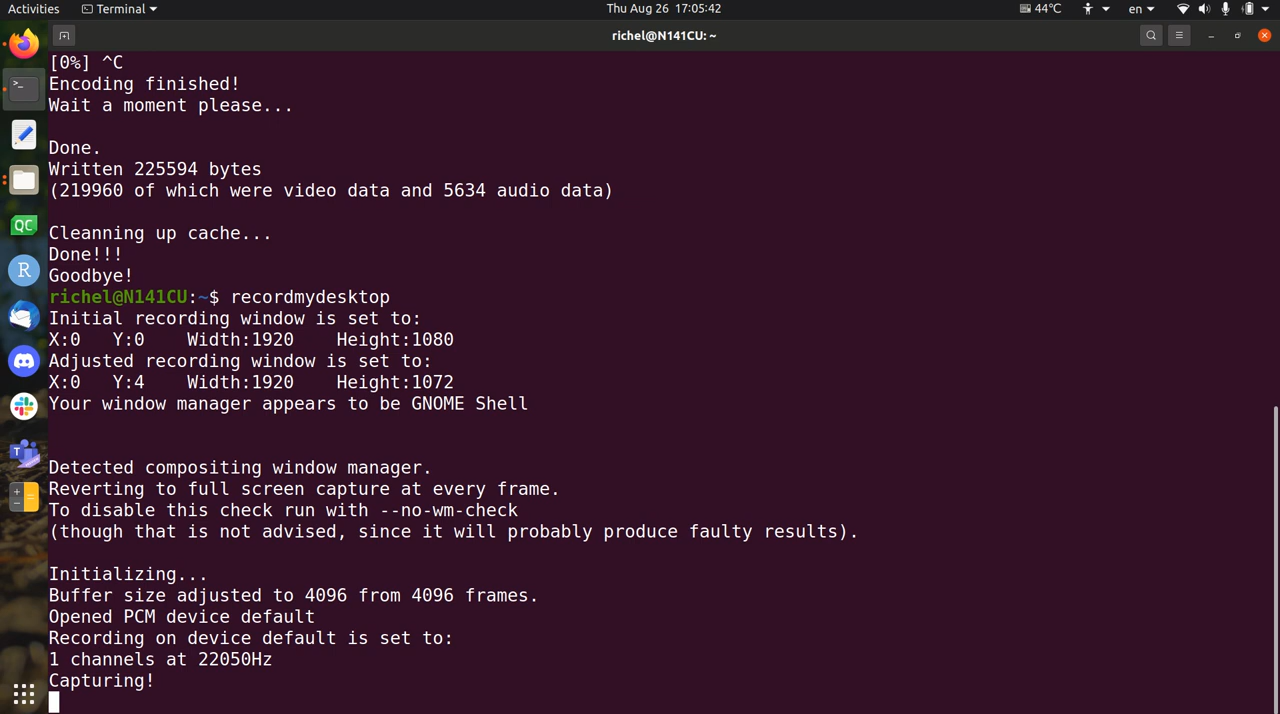 Activities
Terminal
Thu Aug 26 17:05:42
44°C
en
richel@N141CU: ~
[0%] ^C
Encoding finished!
Wait a moment please...
Done.
Written 225594 bytes
(219960 of which were video data and 5634 audio data)
Cleanning up cache...
Done!!!
Goodbye!
richel@N141CU:~$ recordmydesktop
Initial recording window is set to:
X:0   Y:0    Width:1920    Height:1080
Adjusted recording window is set to:
X:0   Y:4    Width:1920    Height:1072
Your window manager appears to be GNOME Shell
Detected compositing window manager.
Reverting to full screen capture at every frame.
To disable this check run with --no-wm-check
(though that is not advised, since it will probably produce faulty results).
Initializing...
Buffer size adjusted to 4096 from 4096 frames.
Opened PCM device default
Recording on device default is set to:
1 channels at 22050Hz
Capturing!
QC
R
T